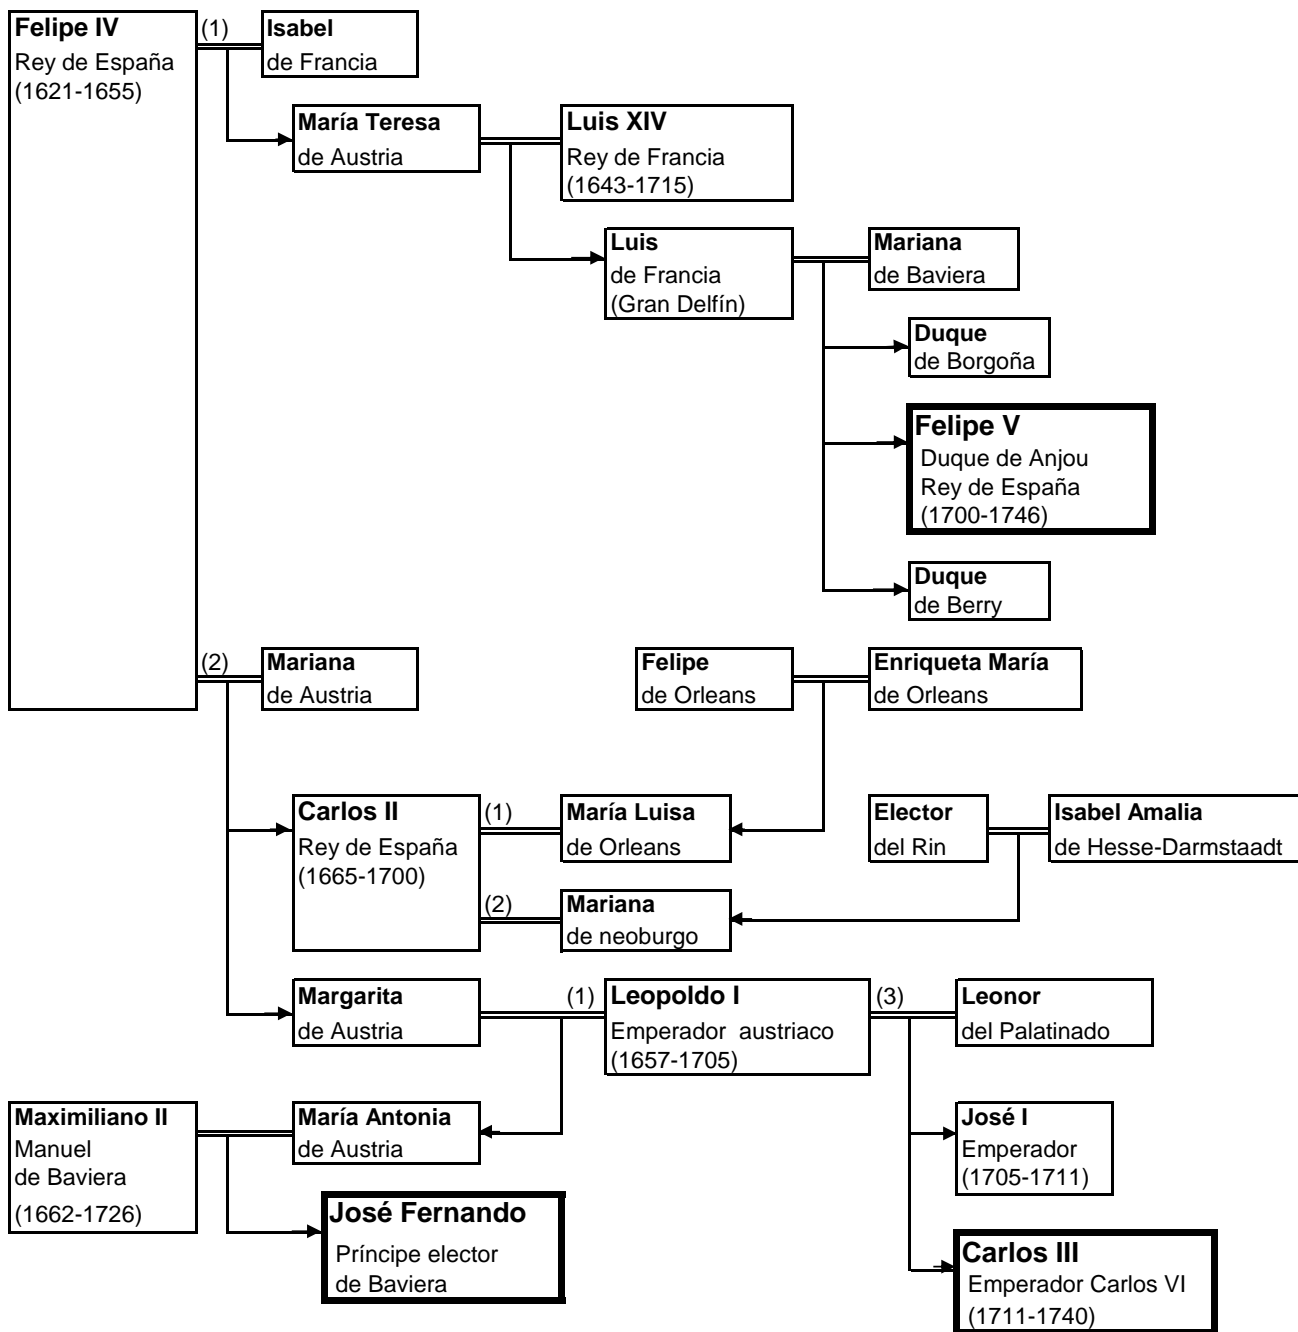 Felipe IV
Rey de España
(1621-1655)
(1)
Isabel
de Francia
María Teresa
de Austria
Luis XIV
Rey de Francia
(1643-1715)
Luis
de Francia
(Gran Delfín)
Mariana
de Baviera
Duque
de Borgoña
Felipe V
Duque de Anjou
Rey de España
(1700-1746)
Duque
de Berry
(2)
Mariana
de Austria
Felipe
de Orleans
Enriqueta María
de Orleans
Carlos II
Rey de España
(1665-1700)
(1)
María Luisa
de Orleans
Elector
del Rin
Isabel Amalia
de Hesse-Darmstaadt
(2)
Mariana
de neoburgo
Margarita
de Austria
(1)
Leopoldo I
Emperador austriaco
(1657-1705)
(3)
Leonor
del Palatinado
Maximiliano II
Manuel
de Baviera
(1662-1726)
María Antonia
de Austria
José I
Emperador
(1705-1711)
José Fernando
Príncipe elector
de Baviera
Carlos III
Emperador Carlos VI
(1711-1740)